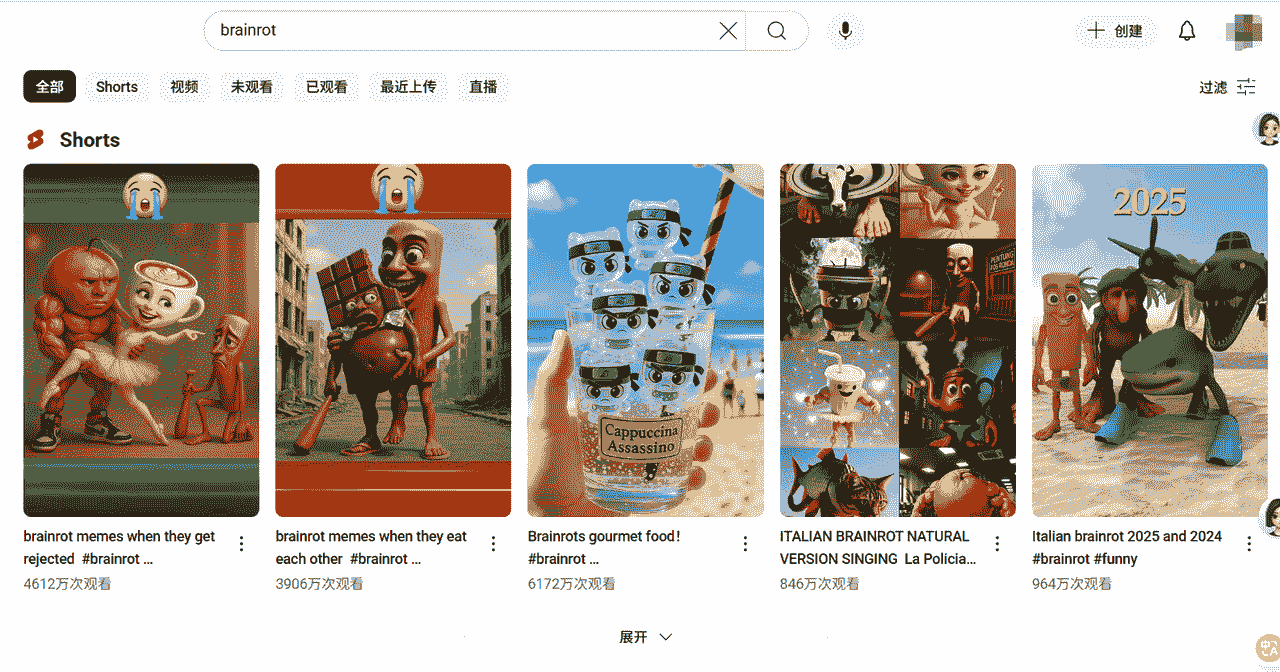 brainrot
创建
全部
Shorts
视频
未观看
已观看
最近上传
直播
过滤
Shorts
2025
PENTUNG
Cappuccina
Assassino
brainrot memes when they get
rejected #brainrot ...
4612万次观看
brainrot memes when they eat
each other #brainrot ...
3906万次观看
Brainrots gourmet food!
#brainrot ...
6172万次观看
ITALIAN BRAINROT NATURAL
VERSION SINGING La Policia...
846万次观看
Italian brainrot 2025 and 2024
#brainrot #funny
964万次观看
展开